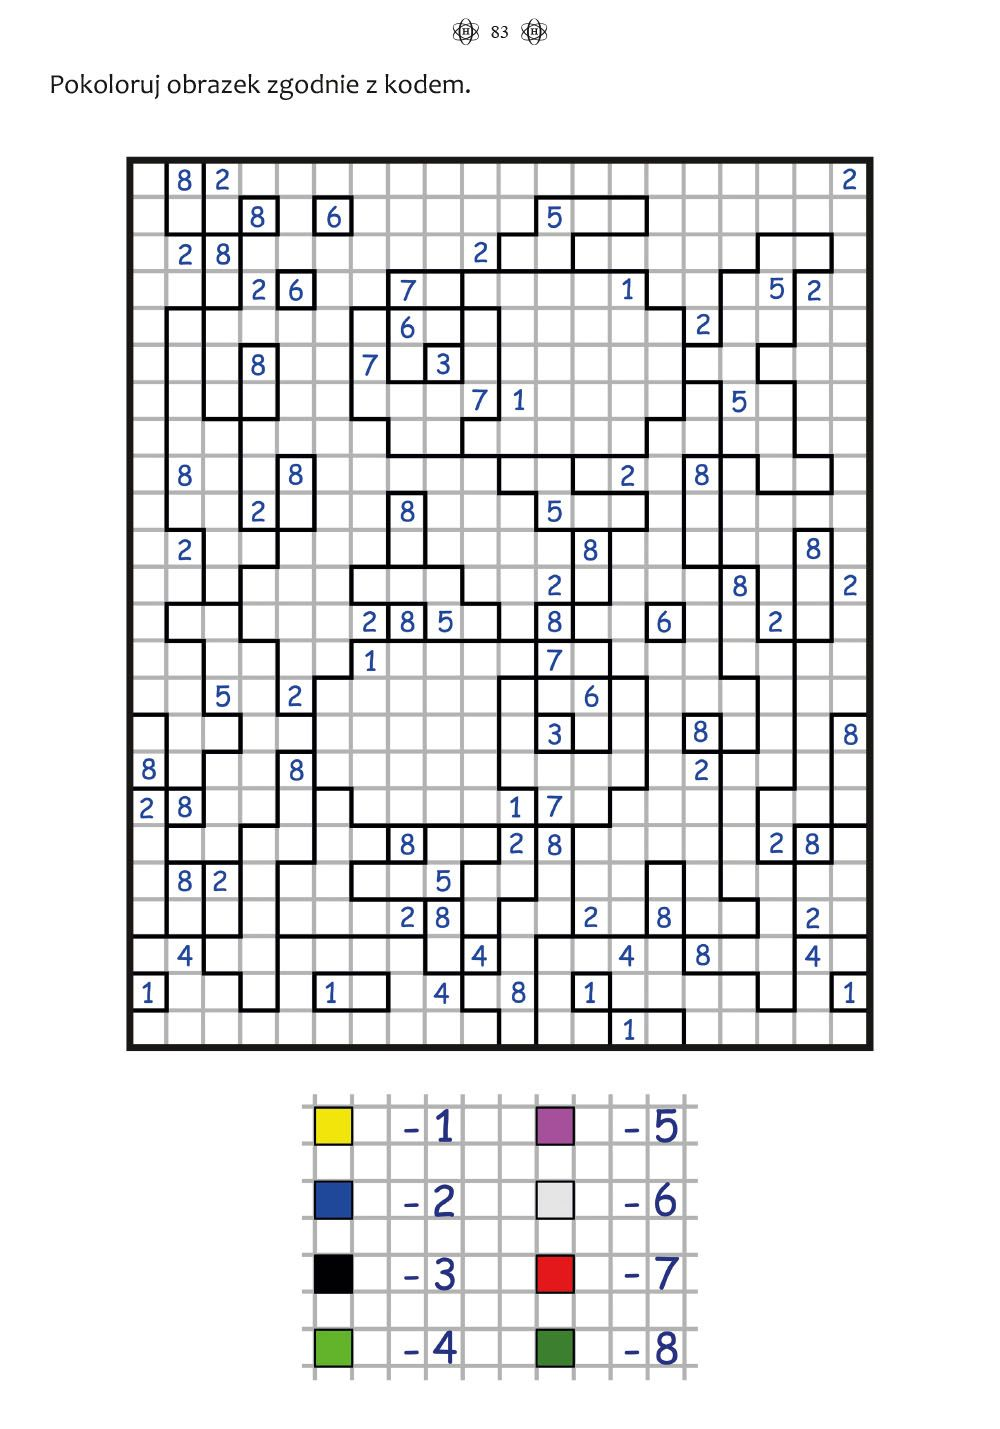 83
Pokoloruj obrazek zgodnie z kodem.
8 2 2
8 6 5
2 8 2
2 6 7 1 5 2
6 2
8 7 3
7 1 5
8 8 2 8
2 8 5
2 8 8
2 8 2
2 8 5 8 6 2
1 7
5 2 6
3 8 8
8 8 2
2 8 1 7
8 2 8 2 8
8 2 5
2 8 2 8 2
4 4 4 8 4
1 1 4 8 1 1
1
- 1 - 5
- 2 - 6
- 3 - 7
- 4 - 8